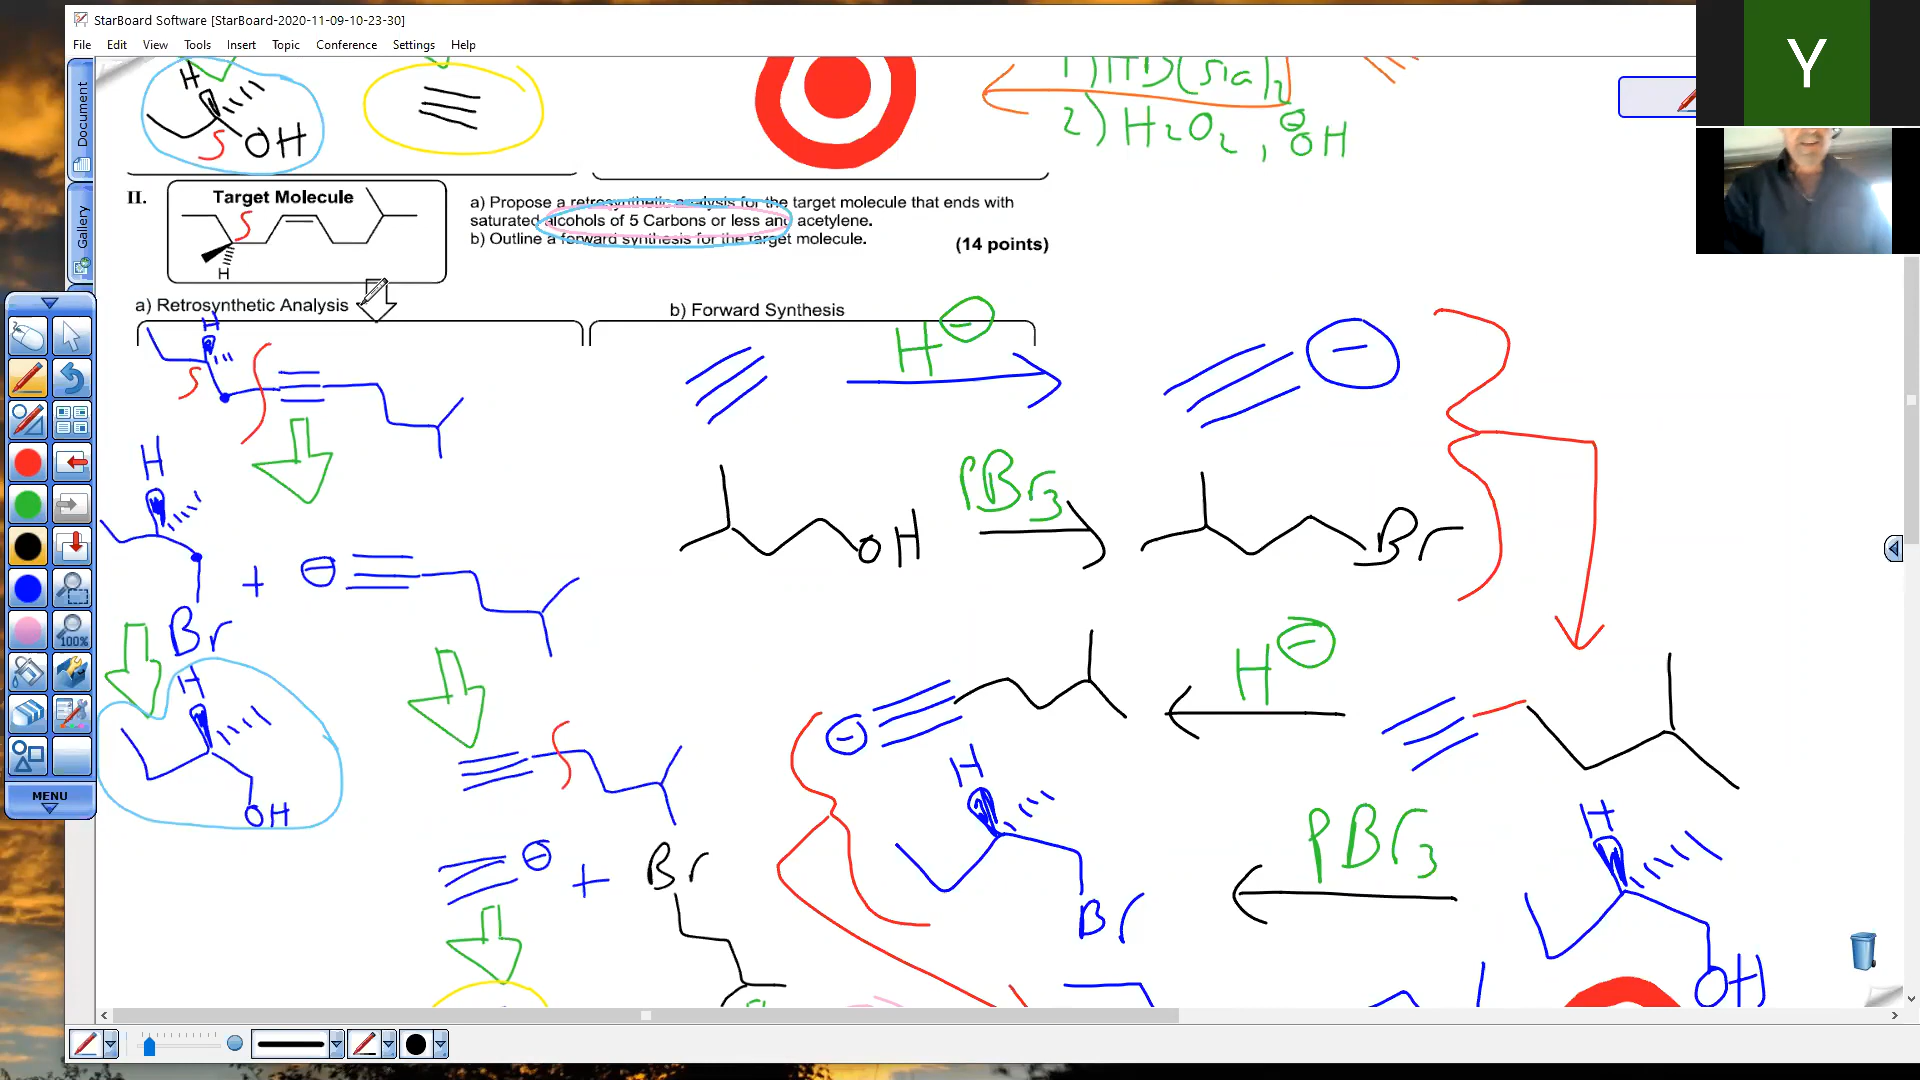 StarBoard Software [StarBoard-2020-11-09-10-23-30]
File Edit View Tools Insert Topic Conference Settings Help
Document
Gallery
H
S OH
2) H2O2, ⊖OH
Y
II.
Target Molecule
S
H
a) Propose a retrosynthetic analysis for the target molecule that ends with
saturated alcohols of 5 Carbons or less and acetylene.
b) Outline a forward synthesis for the target molecule.
(14 points)
a) Retrosynthetic Analysis
b) Forward Synthesis
H
S
H⊖
⊖
H
Br
+ ⊖
PBr3
OH
Br
H
OH
H⊖
⊖
H
Br
PBr3
H
OH
⊖ + Br
100%
MENU